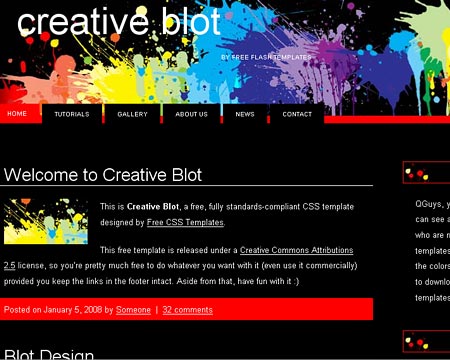 creative blot
BY FREE FLASH TEMPLATES
HOME
TUTORIALS
GALLERY
ABOUT US
NEWS
CONTACT
Welcome to Creative Blot
This is Creative Blot, a free, fully standards-compliant CSS template
designed by Free CSS Templates.
This free template is released under a Creative Commons Attributions
2.5 license, so you're pretty much free to do whatever you want with it (even use it commercially)
provided you keep the links in the footer intact. Aside from that, have fun with it :)
Posted on January 5, 2008 by Someone | 32 comments
Blot Design
QGuys, y
can see a
who are n
templates
the colors
to downlo
templates